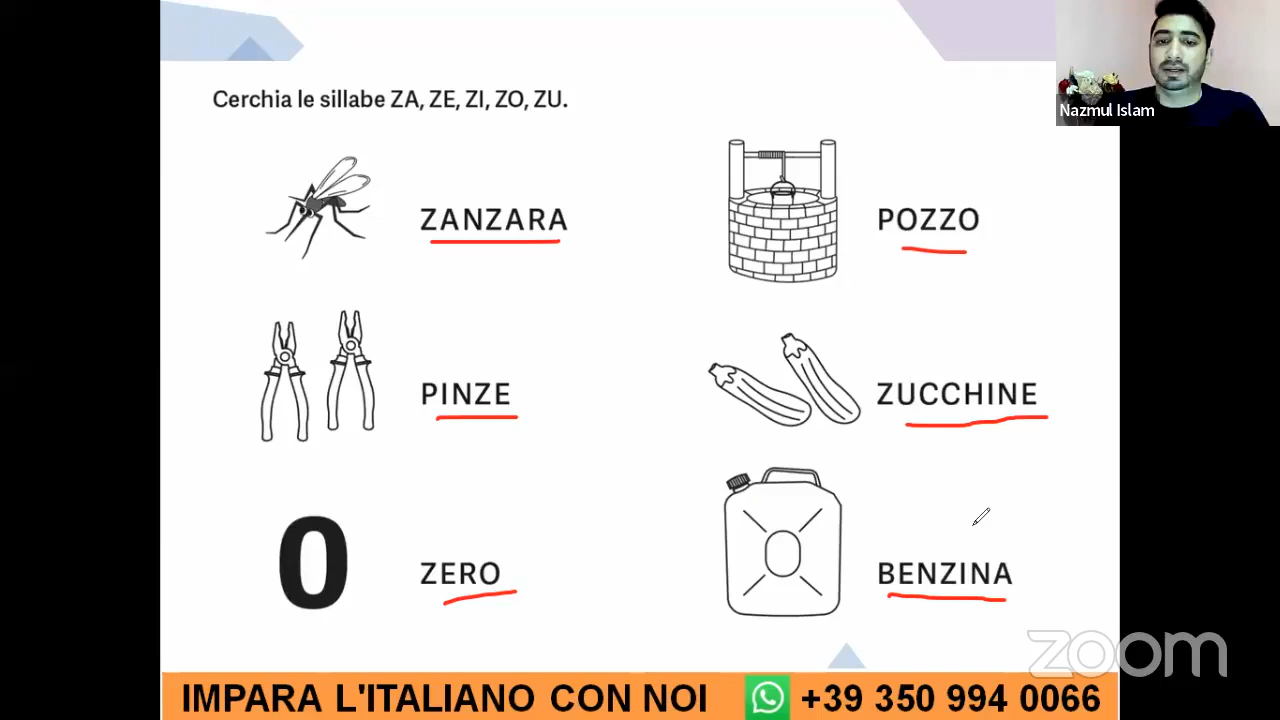 Cerchia le sillabe ZA, ZE, ZI, ZO, ZU.
Nazmul Islam
ZANZARA
POZZO
PINZE
ZUCCHINE
0
ZERO
BENZINA
zoom
IMPARA L'ITALIANO CON NOI +39 350 994 0066